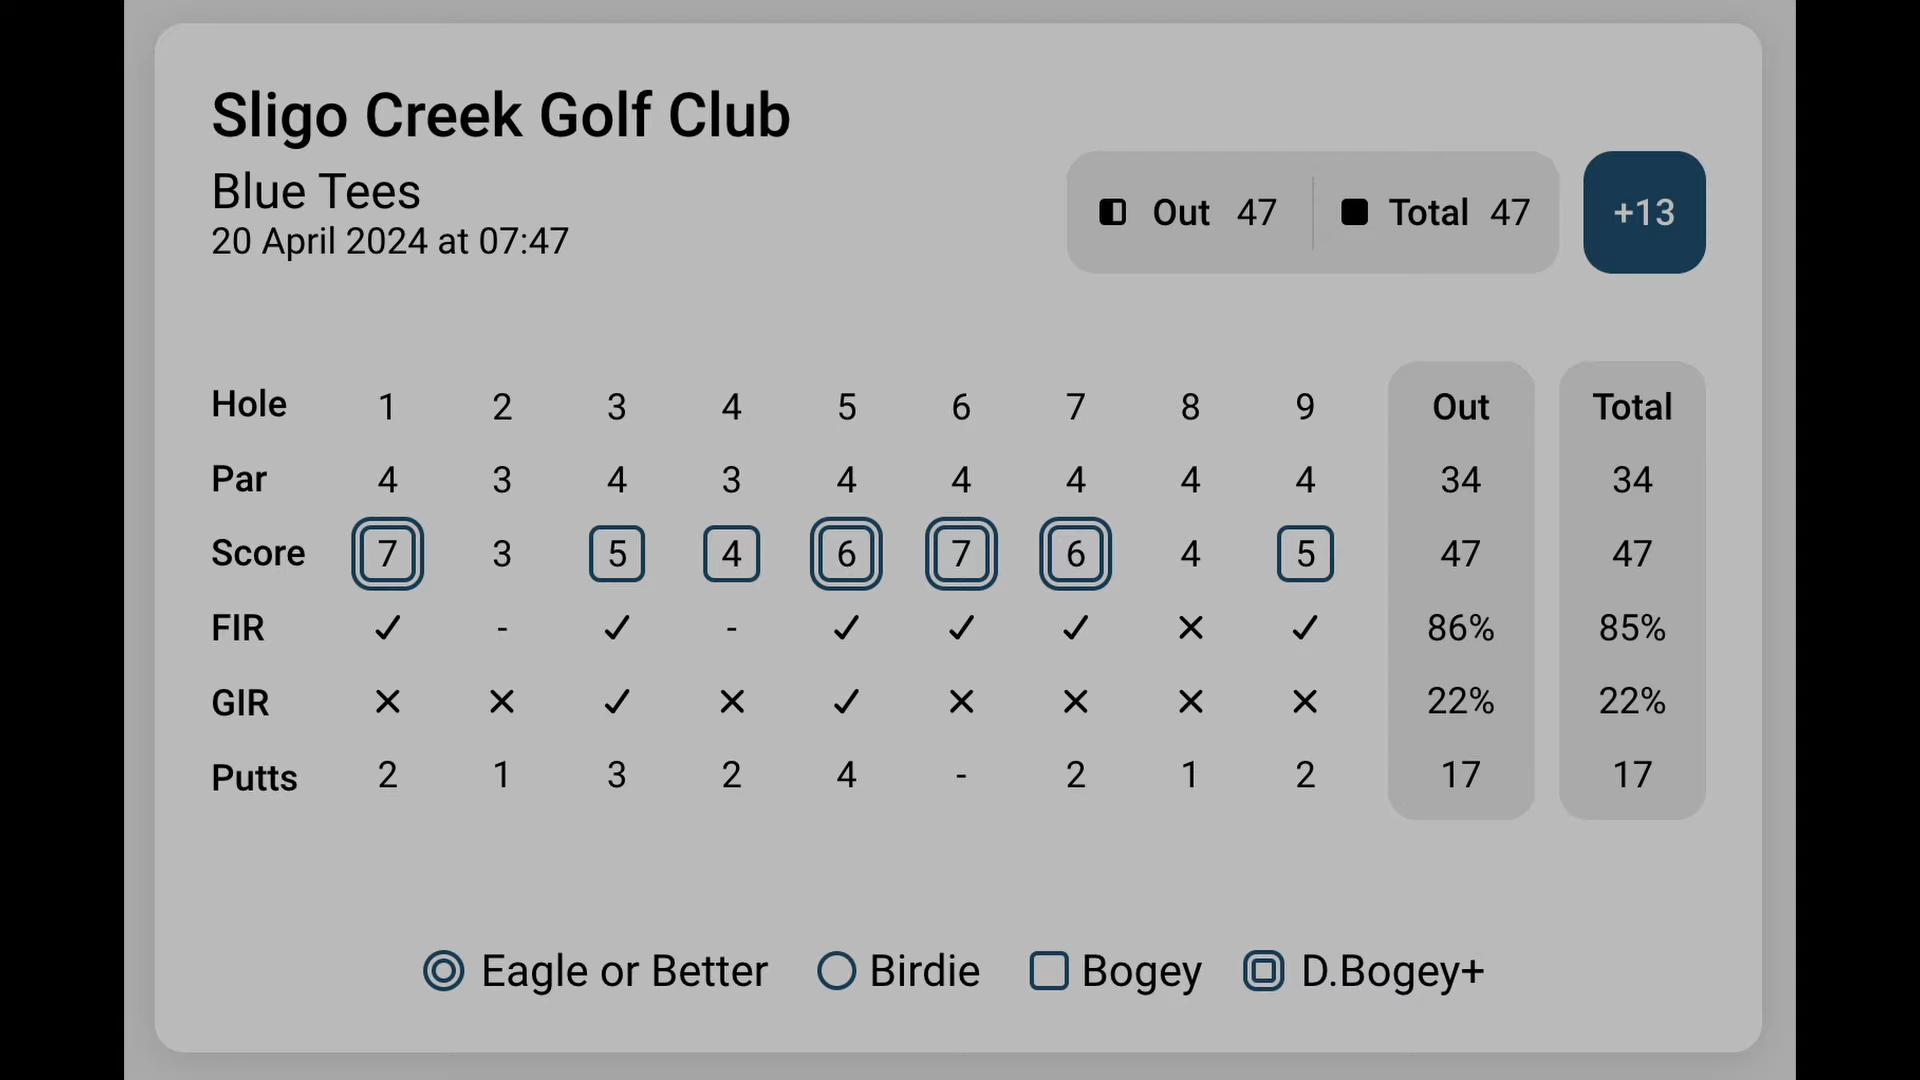 Sligo Creek Golf Club
Blue Tees
20 April 2024 at 07:47
Out 47 Total 47 +13
Hole 1 2 3 4 5 6 7 8 9 Out Total
Par 4 3 4 3 4 4 4 4 4 34 34
Score 7 3 5 4 6 7 6 4 5 47 47
FIR ✓ - ✓ - ✓ ✓ ✓ ✕ ✓ 86% 85%
GIR ✕ ✕ ✓ ✕ ✓ ✕ ✕ ✕ ✕ 22% 22%
Putts 2 1 3 2 4 - 2 1 2 17 17
Eagle or Better Birdie Bogey D.Bogey+